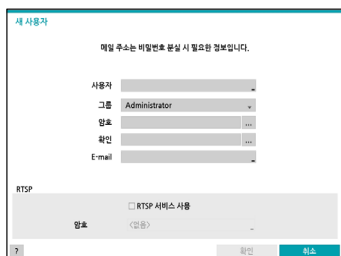 새 사용자
메일 주소는 비밀번호 분실 시 필요한 정보입니다.
사용자
그룹 Administrator
암호 ...
확인 ...
E-mail
RTSP
RTSP 서비스 사용
암호 <없음>
? 확인 취소